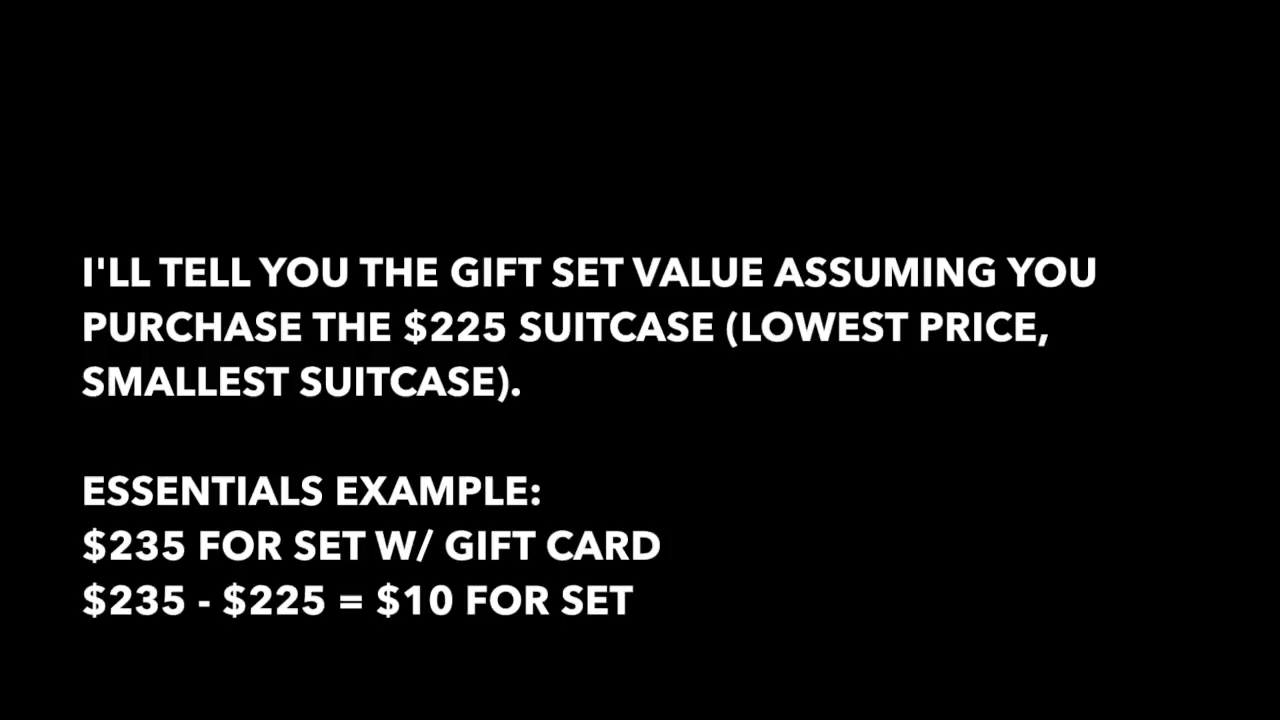 I'LL TELL YOU THE GIFT SET VALUE ASSUMING YOU
PURCHASE THE $225 SUITCASE (LOWEST PRICE,
SMALLEST SUITCASE).
ESSENTIALS EXAMPLE:
$235 FOR SET W/ GIFT CARD
$235 - $225 = $10 FOR SET